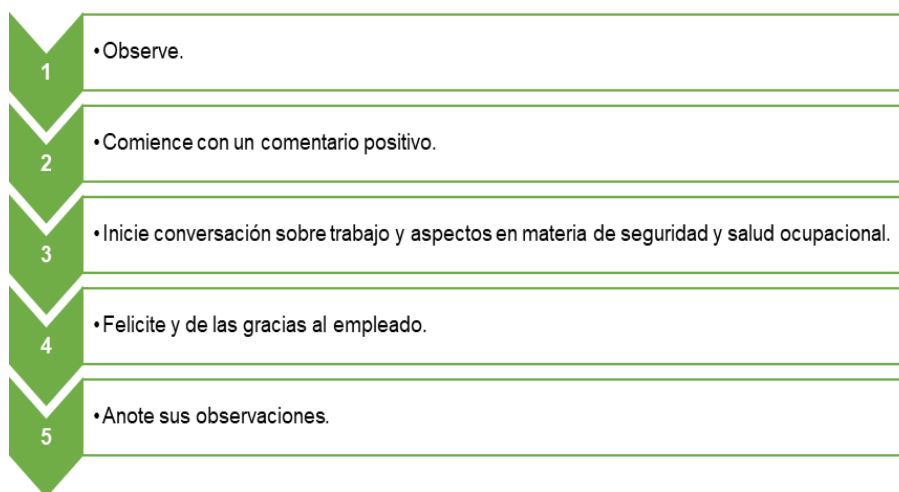 1
•Observe.
2
•Comience con un comentario positivo.
3
•Inicie conversación sobre trabajo y aspectos en materia de seguridad y salud ocupacional.
4
•Felicite y de las gracias al empleado.
5
•Anote sus observaciones.